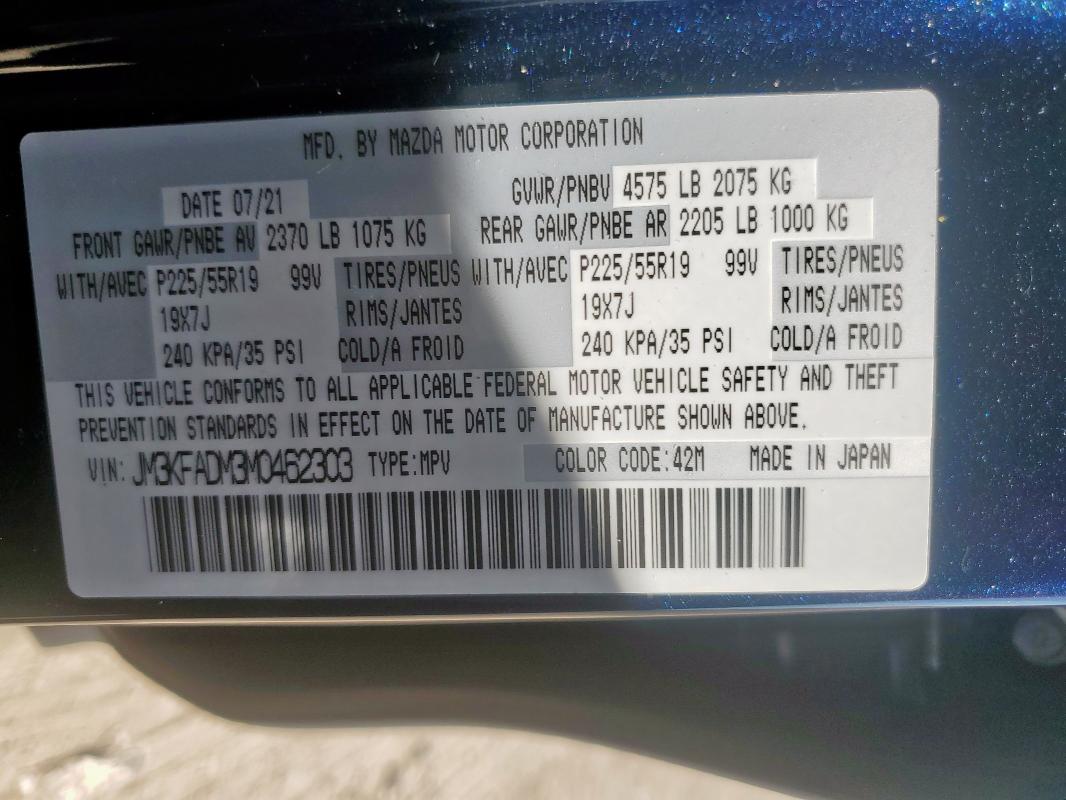 MFD. BY MAZDA MOTOR CORPORATION
DATE 07/21 GVWR/PNBV 4575 LB 2075 KG
FRONT GAWR/PNBE AV 2370 LB 1075 KG REAR GAWR/PNBE AR 2205 LB 1000 KG
WITH/AVEC P225/55R19 99V TIRES/PNEUS WITH/AVEC P225/55R19 99V TIRES/PNEUS
19X7J RIMS/JANTES 19X7J RIMS/JANTES
240 KPA/35 PSI COLD/A FROID 240 KPA/35 PSI COLD/A FROID
THIS VEHICLE CONFORMS TO ALL APPLICABLE FEDERAL MOTOR VEHICLE SAFETY AND THEFT
PREVENTION STANDARDS IN EFFECT ON THE DATE OF MANUFACTURE SHOWN ABOVE.
VIN: JM3KFADM3M0462303 TYPE:MPV COLOR CODE:42M MADE IN JAPAN